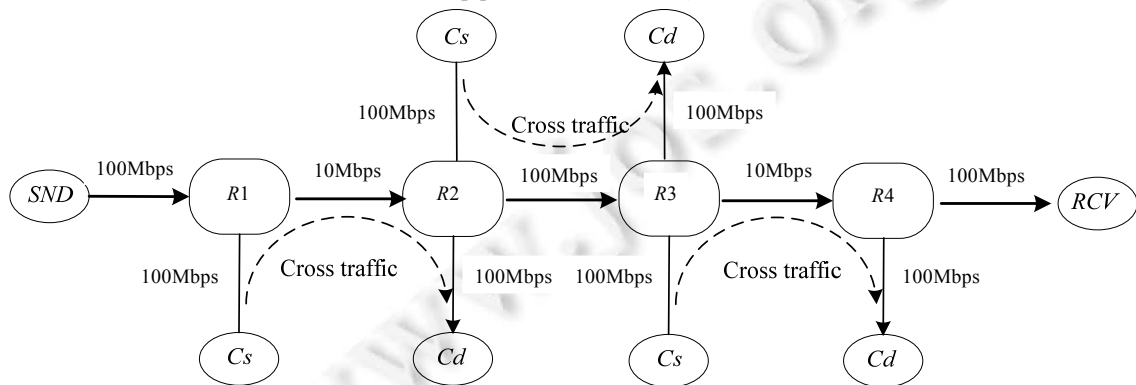 Cs
Cd
100Mbps
Cross traffic
100Mbps
SND
100Mbps
R1
10Mbps
R2
100Mbps
R3
10Mbps
R4
100Mbps
RCV
100Mbps
Cross traffic
100Mbps
100Mbps
Cross traffic
100Mbps
Cs
Cd
Cs
Cd